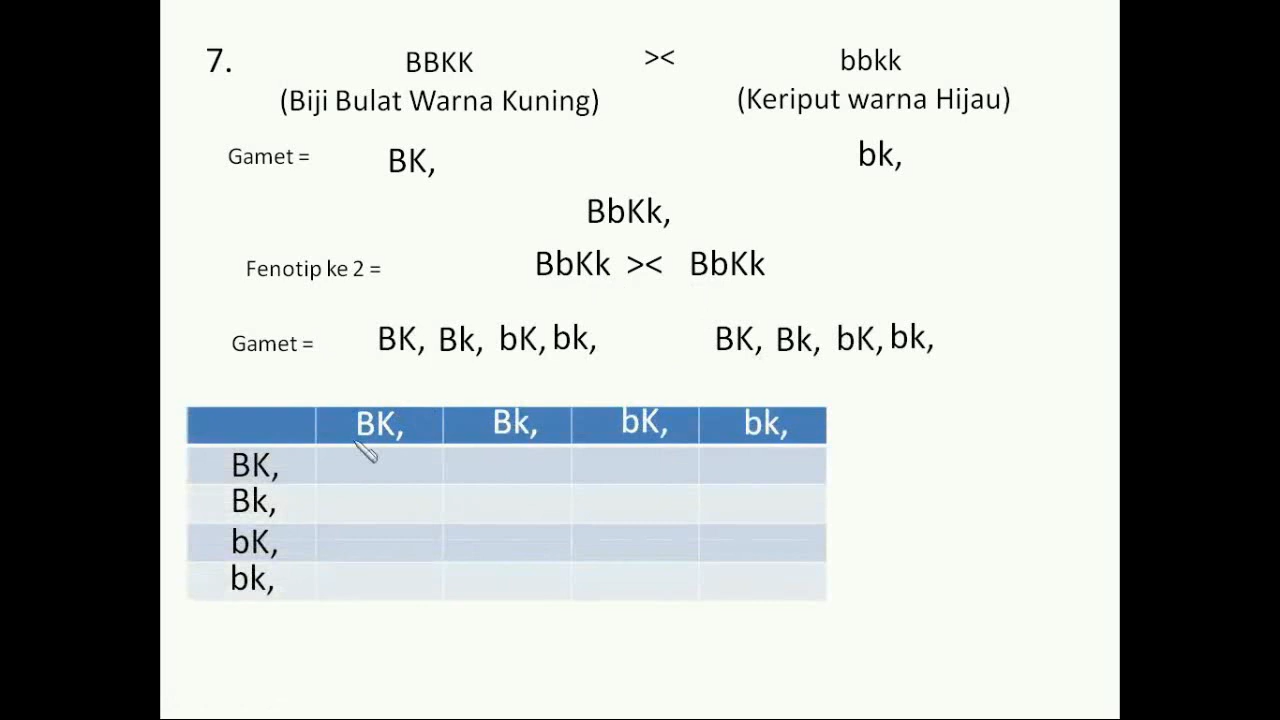 7. BBKK >< bbkk
(Biji Bulat Warna Kuning) (Keriput warna Hijau)
Gamet = BK, bk,
BbKk,
Fenotip ke 2 = BbKk >< BbKk
Gamet = BK, Bk, bK, bk, BK, Bk, bK, bk,
BK, Bk, bK, bk,
BK,
Bk,
bK,
bk,